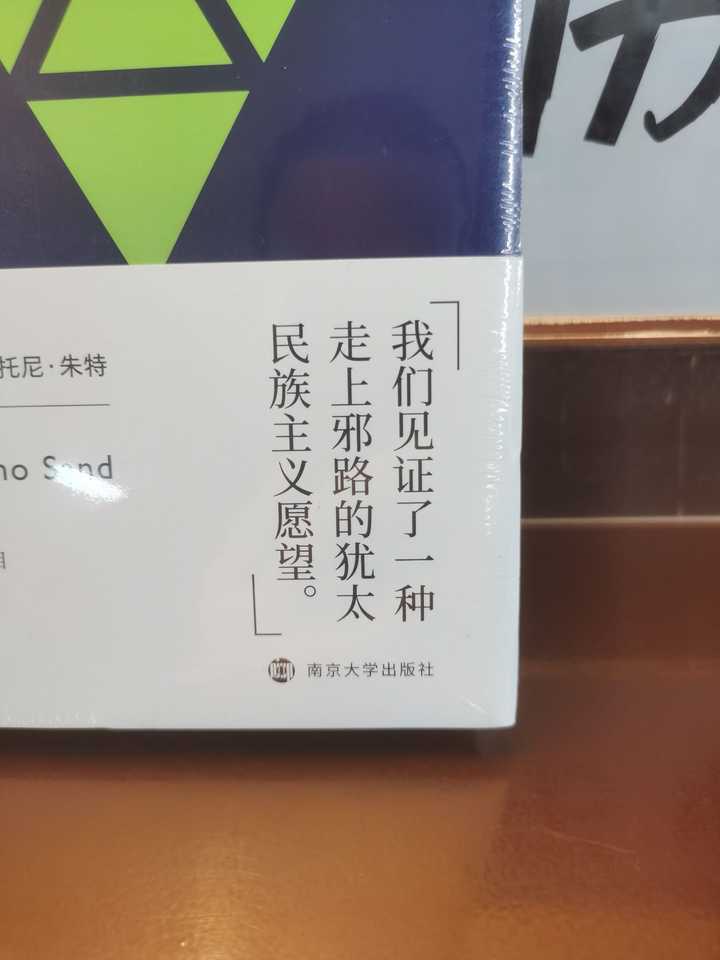 托尼·朱特
no Sand
「我们见证了一种
走上邪路的犹太
民族主义愿望。」
南京大学出版社